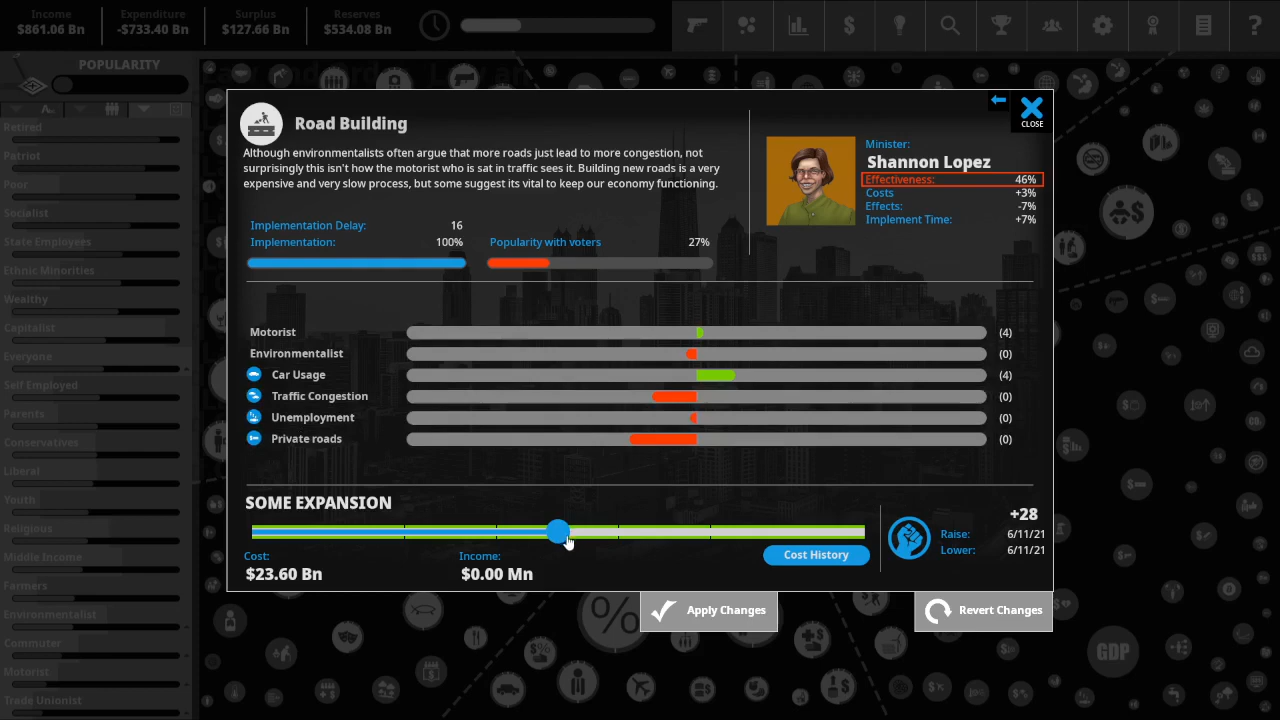 Income
$861.06 Bn
Expenditure
-$733.40 Bn
Surplus
$127.66 Bn
Reserves
$534.08 Bn
$
?
POPULARITY
Retired
Patriot
Poor
Socialist
State Employees
Ethnic Minorities
Wealthy
Capitalist
Everyone
Self Employed
Parents
Conservatives
Liberal
Youth
Religious
Middle Income
Farmers
Environmentalist
Commuter
Motorist
Trade Unionist
Road Building
CLOSE
Although environmentalists often argue that more roads just lead to more congestion, not
surprisingly this isn't how the motorist who is sat in traffic sees it. Building new roads is a very
expensive and very slow process, but some suggest its vital to keep our economy functioning.
Minister:
Shannon Lopez
Effectiveness: 46%
Costs +3%
Effects: -7%
Implement Time: +7%
Implementation Delay: 16
Implementation: 100%
Popularity with voters 27%
Motorist (4)
Environmentalist (0)
Car Usage (4)
Traffic Congestion (0)
Unemployment (0)
Private roads (0)
SOME EXPANSION
Cost:
$23.60 Bn
Income:
$0.00 Mn
Cost History
+28
Raise: 6/11/21
Lower: 6/11/21
Apply Changes
Revert Changes
%
GDP